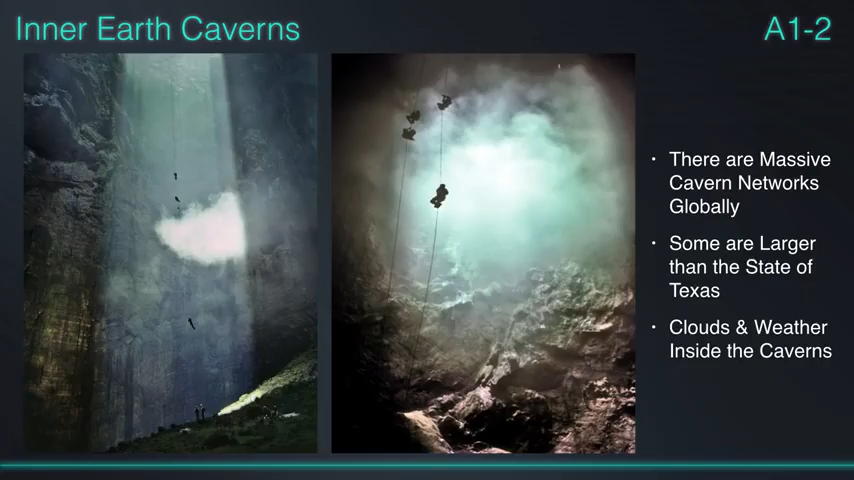 Inner Earth Caverns
A1-2
· There are Massive
Cavern Networks
Globally
· Some are Larger
than the State of
Texas
· Clouds & Weather
Inside the Caverns